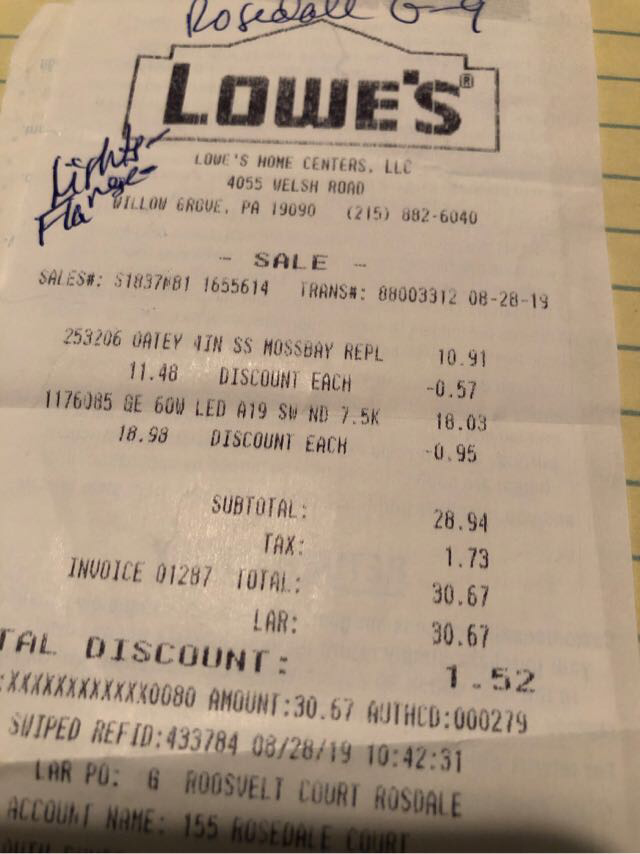 Rosedall G-9
LOWE'S®
Lights-
Flange-
LOWE'S HOME CENTERS, LLC
4055 WELSH ROAD
WILLOW GROVE, PA 19090 (215) 882-6040
- SALE -
SALES#: S1837MB1 1655614 TRANS#: 88003312 08-28-19
253206 OATEY 4IN SS MOSSBAY REPL 10.91
11.48 DISCOUNT EACH -0.57
1176085 GE 60W LED A19 SW ND 7.5K 18.03
18.98 DISCOUNT EACH -0.95
SUBTOTAL: 28.94
TAX: 1.73
INVOICE 01287 TOTAL: 30.67
LAR: 30.67
TAL DISCOUNT: 1.52
:XXXXXXXXXXXX0080 AMOUNT:30.67 AUTHCD:000279
SWIPED REFID:433784 08/28/19 10:42:31
LAR PO: G ROOSVELT COURT ROSDALE
ACCOUNT NAME: 155 ROSEDALE COURT